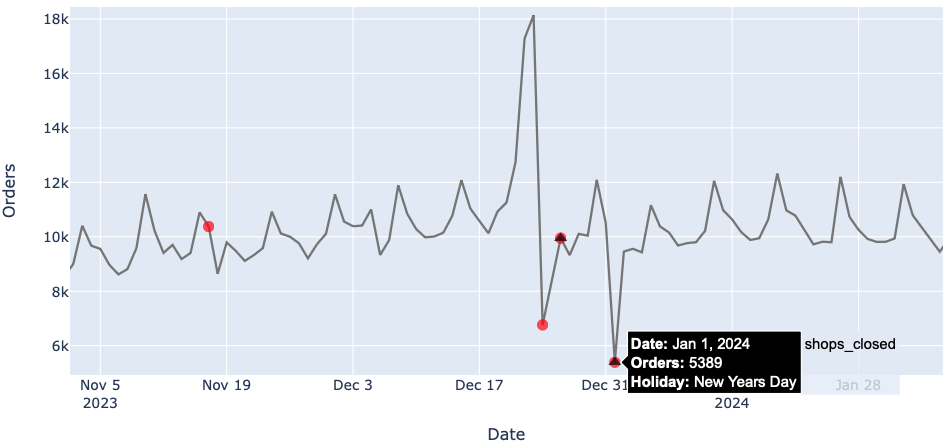 18k
16k
14k
12k
10k
8k
6k
Orders
Nov 5
2023
Nov 19
Dec 3
Dec 17
Dec 31
2024
Jan 28
Date: Jan 1, 2024
Orders: 5389
Holiday: New Years Day
shops_closed
Date